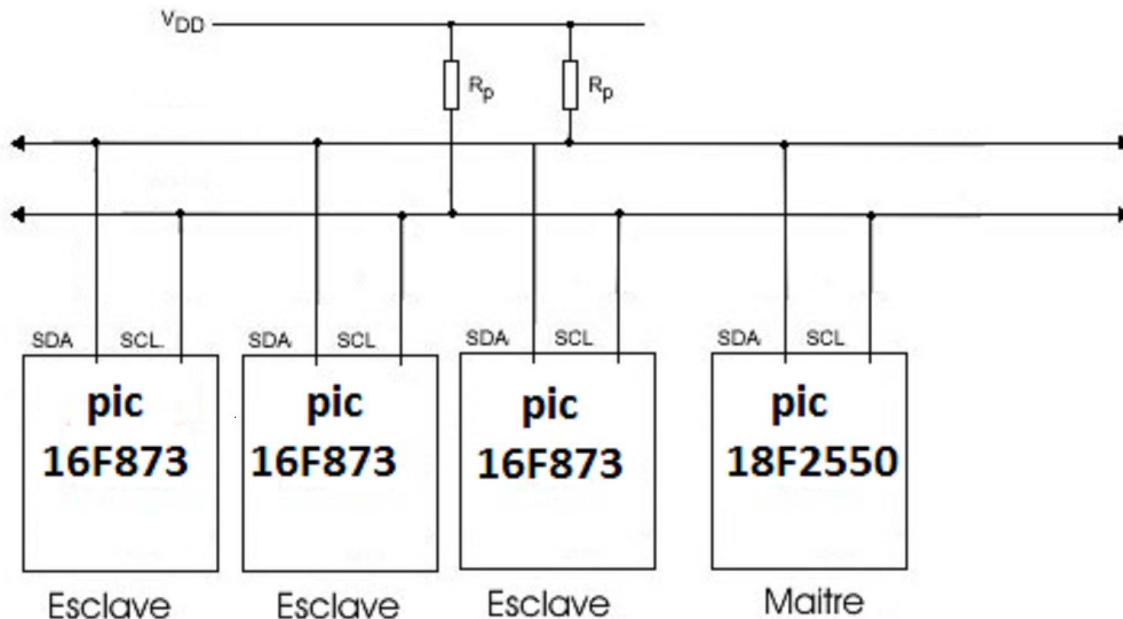 VDD
Rp Rp
SDA SCL. SDA SCL SDA SCL SDA SCL
pic pic pic pic
16F873 16F873 16F873 18F2550
Esclave Esclave Esclave Maitre